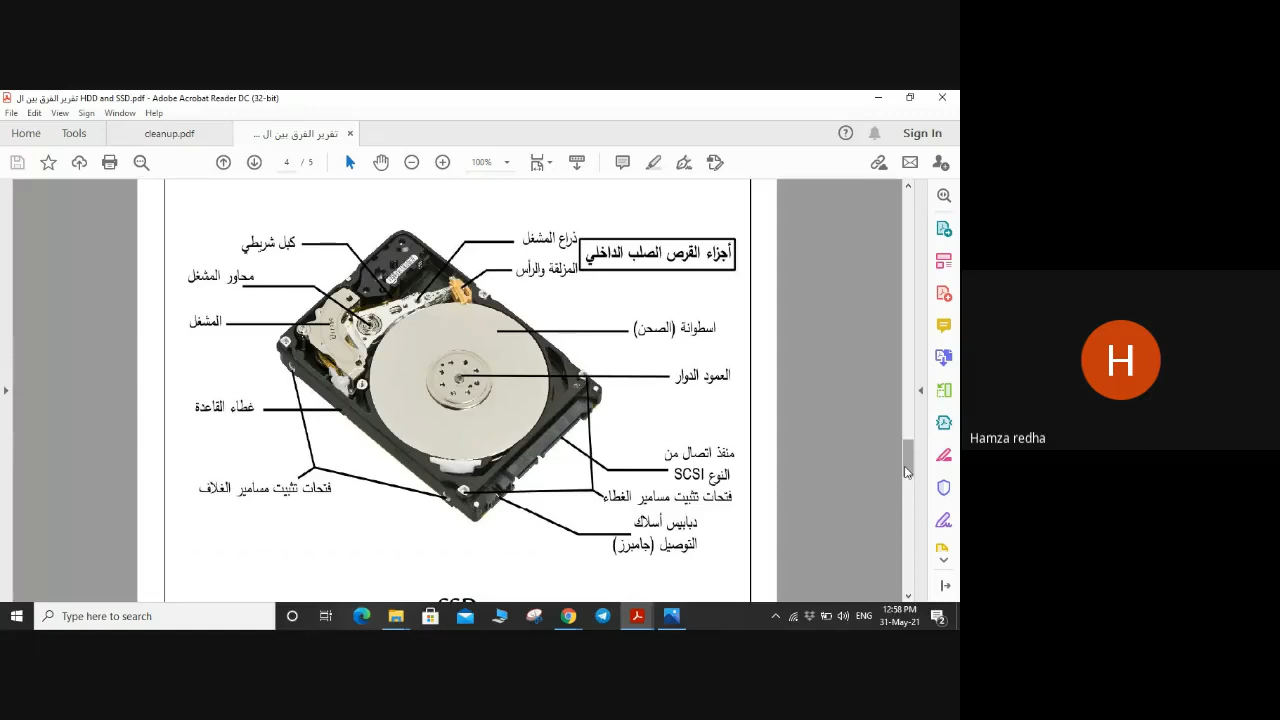 تقرير الفرق بين ال HDD and SSD.pdf - Adobe Acrobat Reader DC (32-bit)
File Edit View Sign Window Help
Home Tools cleanup.pdf تقرير الفرق بين ال ... × Sign In
4 / 5 100%
أجزاء القرص الصلب الداخلي
ذراع المشغل
كبل شريطي
المزلقة والرأس
محاور المشغل
المشغل
اسطوانة (الصحن)
العمود الدوار
غطاء القاعدة
منفذ اتصال من
النوع SCSI
فتحات تثبيت مسامير الغلاف
فتحات تثبيت مسامير الغطاء
دبابيس أسلاك
التوصيل (جامبرز)
SSD
Type here to search
ENG
12:58 PM
31-May-21
2
H
Hamza redha